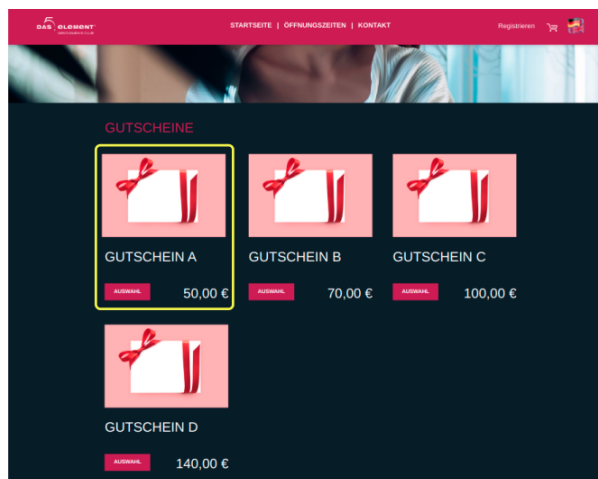 DAS ELEMENT
STARTSEITE | ÖFFNUNGSZEITEN | KONTAKT
Registrieren
GUTSCHEINE
GUTSCHEIN A
GUTSCHEIN B
GUTSCHEIN C
AUSWAHL 50,00 €
AUSWAHL 70,00 €
AUSWAHL 100,00 €
GUTSCHEIN D
AUSWAHL 140,00 €